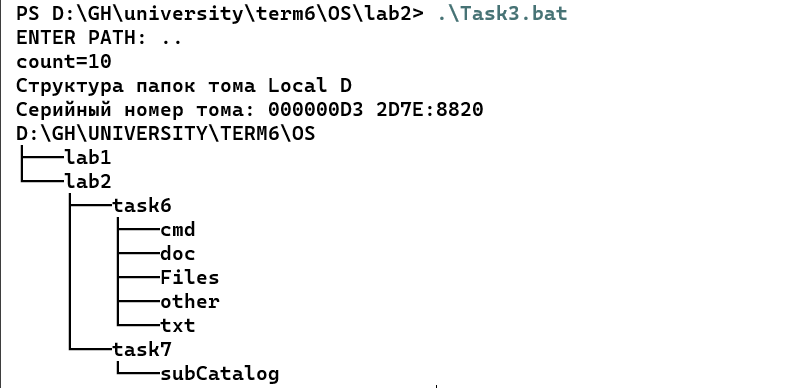 PS D:\GH\university\term6\OS\lab2> .\Task3.bat
ENTER PATH: ..
count=10
Структура папок тома Local D
Серийный номер тома: 000000D3 2D7E:8820
D:\GH\UNIVERSITY\TERM6\OS
├───lab1
└───lab2
    ├───task6
    │   ├───cmd
    │   ├───doc
    │   ├───Files
    │   ├───other
    │   └───txt
    └───task7
        └───subCatalog